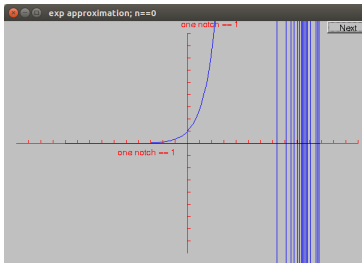 exp approximation; n==0
one notch == 1
Next
one notch == 1